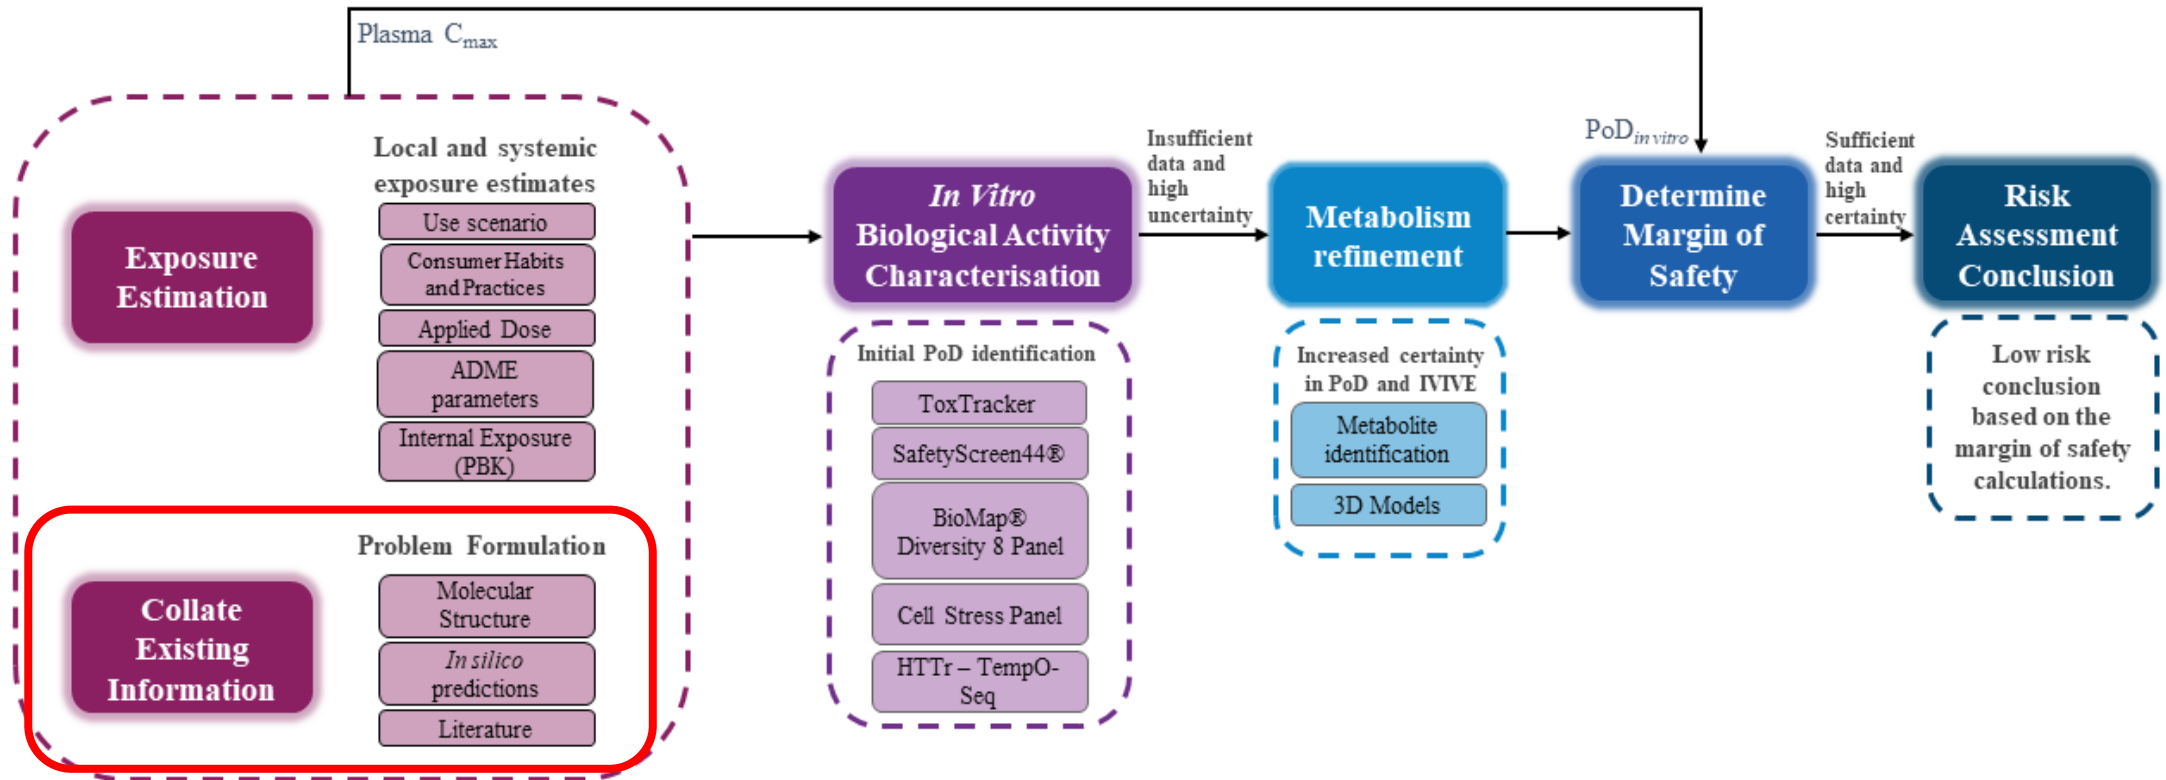 Plasma Cmax
Local and systemic
exposure estimates
Exposure
Estimation
Use scenario
Consumer Habits
and Practices
Applied Dose
ADME
parameters
Internal Exposure
(PBK)
Problem Formulation
Collate
Existing
Information
Molecular
Structure
In silico
predictions
Literature
In Vitro
Biological Activity
Characterisation
Initial PoD identification
ToxTracker
SafetyScreen44®
BioMap®
Diversity 8 Panel
Cell Stress Panel
HTTr – TempO-
Seq
Insufficient
data and
high
uncertainty
Metabolism
refinement
Increased certainty
in PoD and IVIVE
Metabolite
identification
3D Models
PoDin vitro
Determine
Margin of
Safety
Sufficient
data and
high
certainty
Risk
Assessment
Conclusion
Low risk
conclusion
based on the
margin of safety
calculations.